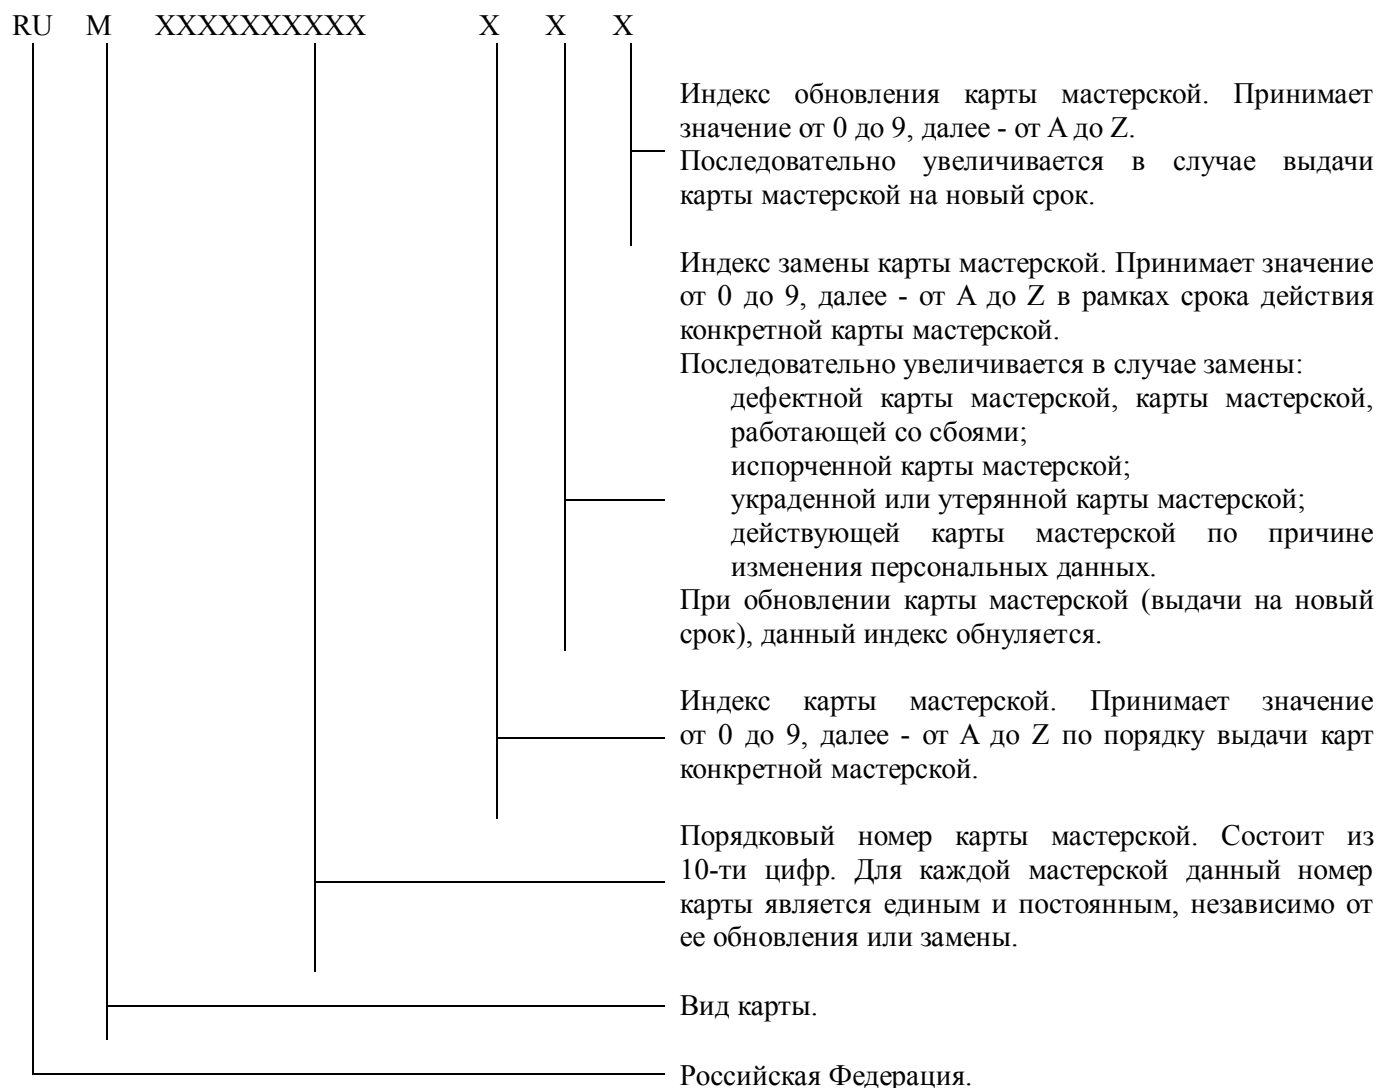 RU M XXXXXXXXXX X X X
Индекс обновления карты мастерской. Принимает
значение от 0 до 9, далее - от A до Z.
Последовательно увеличивается в случае выдачи
карты мастерской на новый срок.
Индекс замены карты мастерской. Принимает значение
от 0 до 9, далее - от A до Z в рамках срока действия
конкретной карты мастерской.
Последовательно увеличивается в случае замены:
дефектной карты мастерской, карты мастерской,
работающей со сбоями;
испорченной карты мастерской;
украденной или утерянной карты мастерской;
действующей карты мастерской по причине
изменения персональных данных.
При обновлении карты мастерской (выдачи на новый
срок), данный индекс обнуляется.
Индекс карты мастерской. Принимает значение
от 0 до 9, далее - от A до Z по порядку выдачи карт
конкретной мастерской.
Порядковый номер карты мастерской. Состоит из
10-ти цифр. Для каждой мастерской данный номер
карты является единым и постоянным, независимо от
ее обновления или замены.
Вид карты.
Российская Федерация.